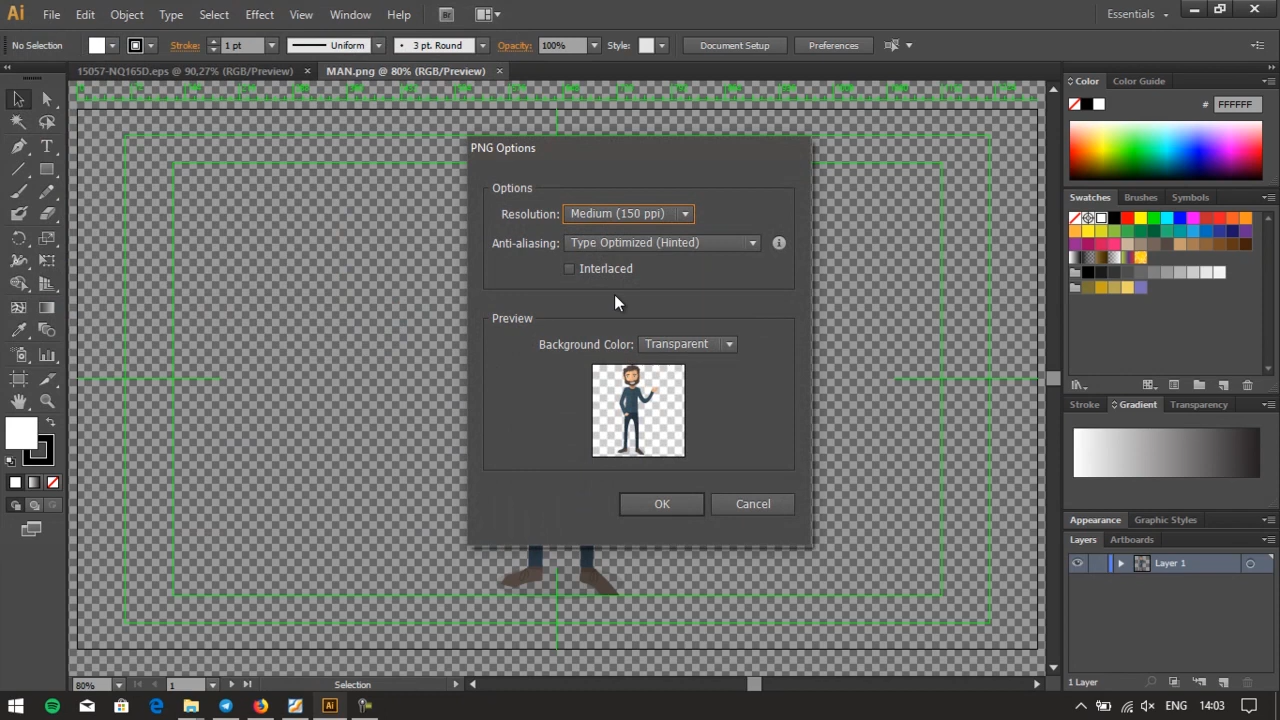 Ai File Edit Object Type Select Effect View Window Help Br Essentials
No Selection Stroke: 1 pt Uniform 3 pt. Round Opacity: 100% Style: Document Setup Preferences
15057-NQ165D.eps @ 90,27% (RGB/Preview) × MAN.png @ 80% (RGB/Preview) ×
Color Color Guide
# FFFFFF
PNG Options
Options
Resolution: Medium (150 ppi)
Anti-aliasing: Type Optimized (Hinted)
Interlaced
Preview
Background Color: Transparent
OK Cancel
Swatches Brushes Symbols
Stroke Gradient Transparency
Appearance Graphic Styles
Layers Artboards
Layer 1
1 Layer
80% 1 Selection
Ai ENG 14:03